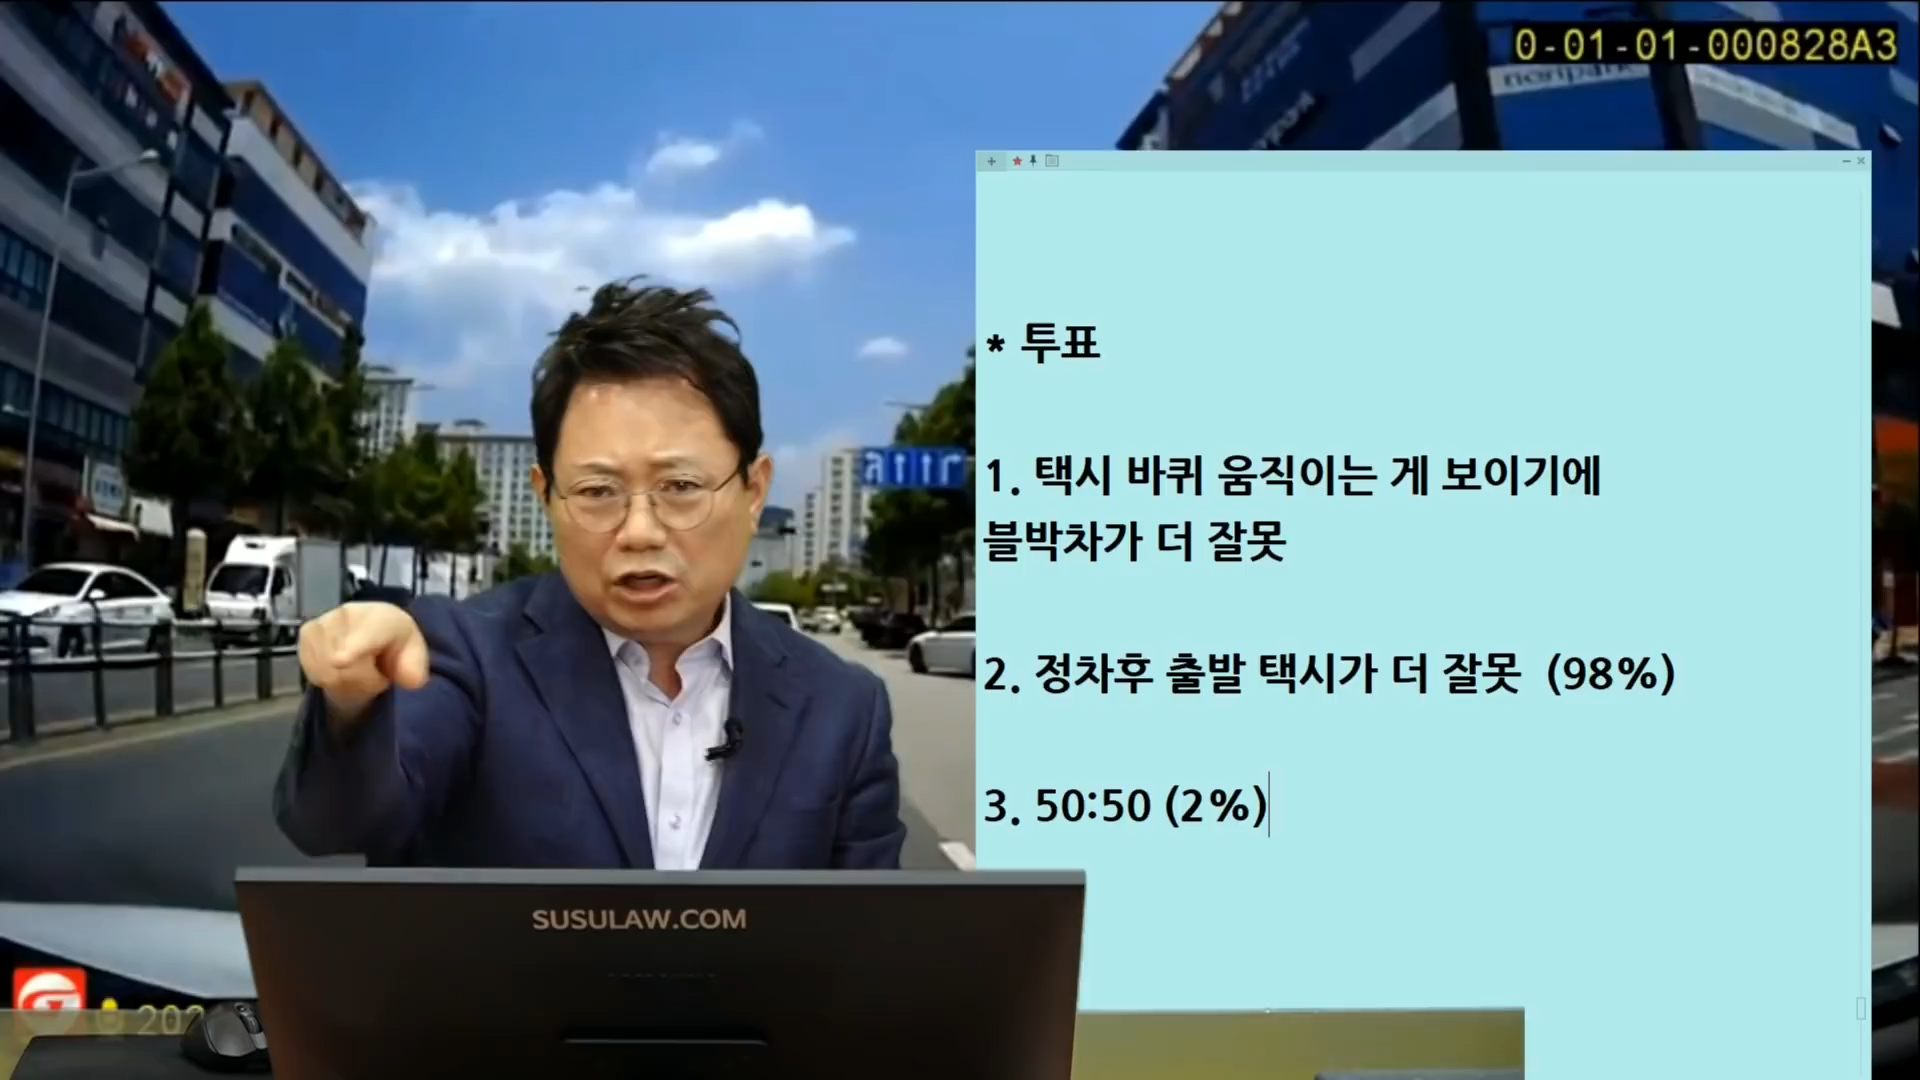 0-01-01-000828A3
noripark
* 투표
1. 택시 바퀴 움직이는 게 보이기에
블박차가 더 잘못
2. 정차후 출발 택시가 더 잘못 (98%)
3. 50:50 (2%)
SUSULAW.COM
202